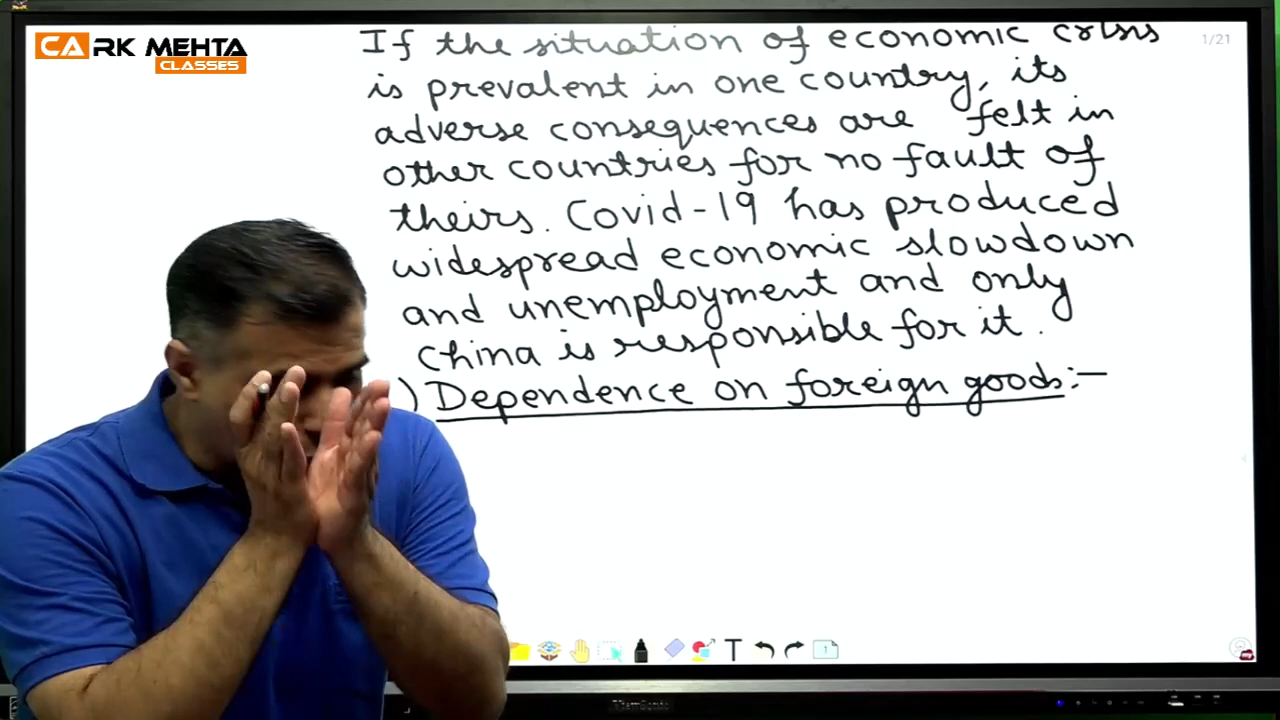 CARK MEHTA
CLASSES
1/21
If the situation of economic crisis
is prevalent in one country, its
adverse consequences are felt in
other countries for no fault of
theirs. Covid-19 has produced
widespread economic slowdown
and unemployment and only
China is responsible for it.
) Dependence on foreign goods:-
T
1